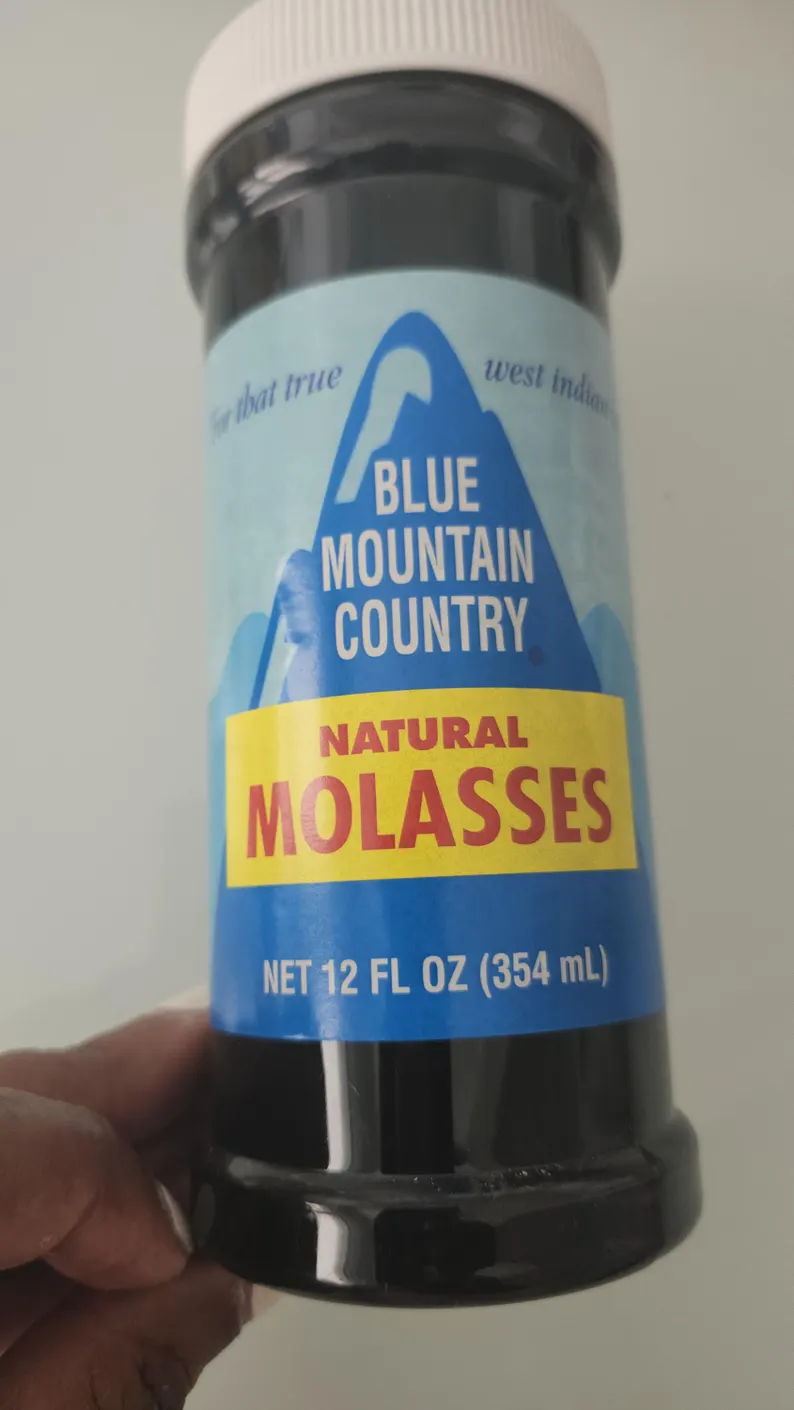 For that true west indian
BLUE
MOUNTAIN
COUNTRY
NATURAL
MOLASSES
NET 12 FL OZ (354 mL)